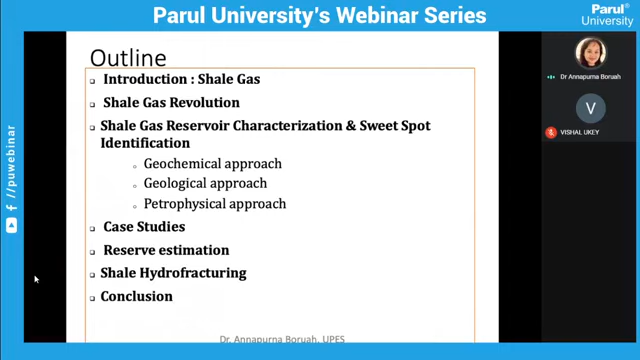 Parul University's Webinar Series
Parul®
University
Outline
Introduction : Shale Gas
Shale Gas Revolution
Shale Gas Reservoir Characterization & Sweet Spot
Identification
Geochemical approach
Geological approach
Petrophysical approach
Case Studies
Reserve estimation
Shale Hydrofracturing
Conclusion
Dr. Annapurna Boruah, UPES
Dr Annapurna Boruah
V
VISHAL UKEY
//puwebinar